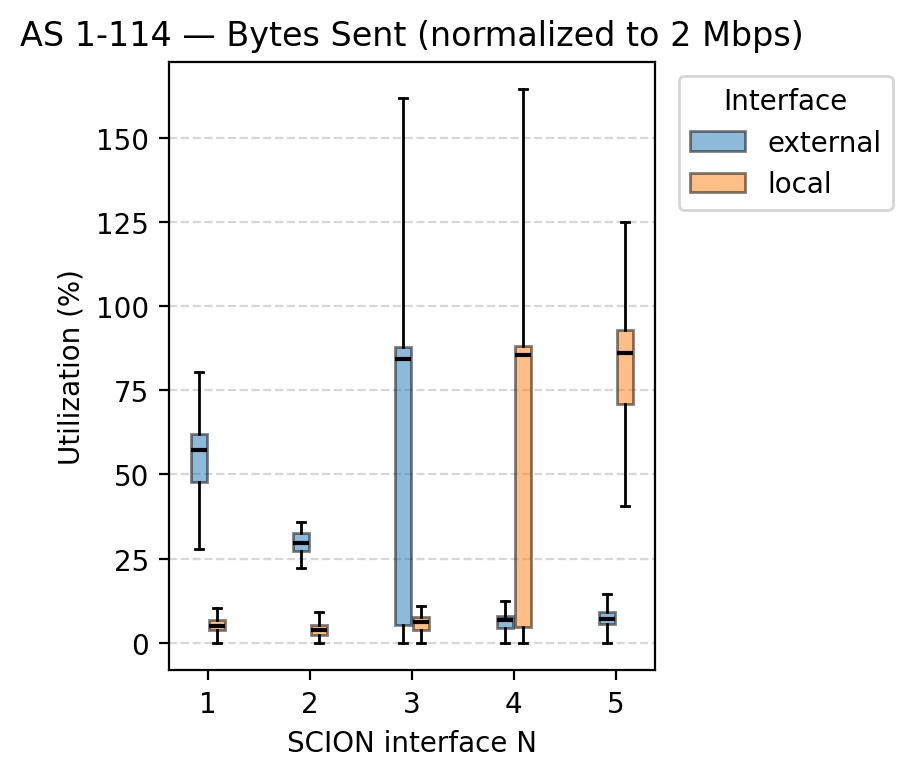 AS 1-114 — Bytes Sent (normalized to 2 Mbps)
Interface
external
local
Utilization (%)
150
125
100
75
50
25
0
1 2 3 4 5
SCION interface N